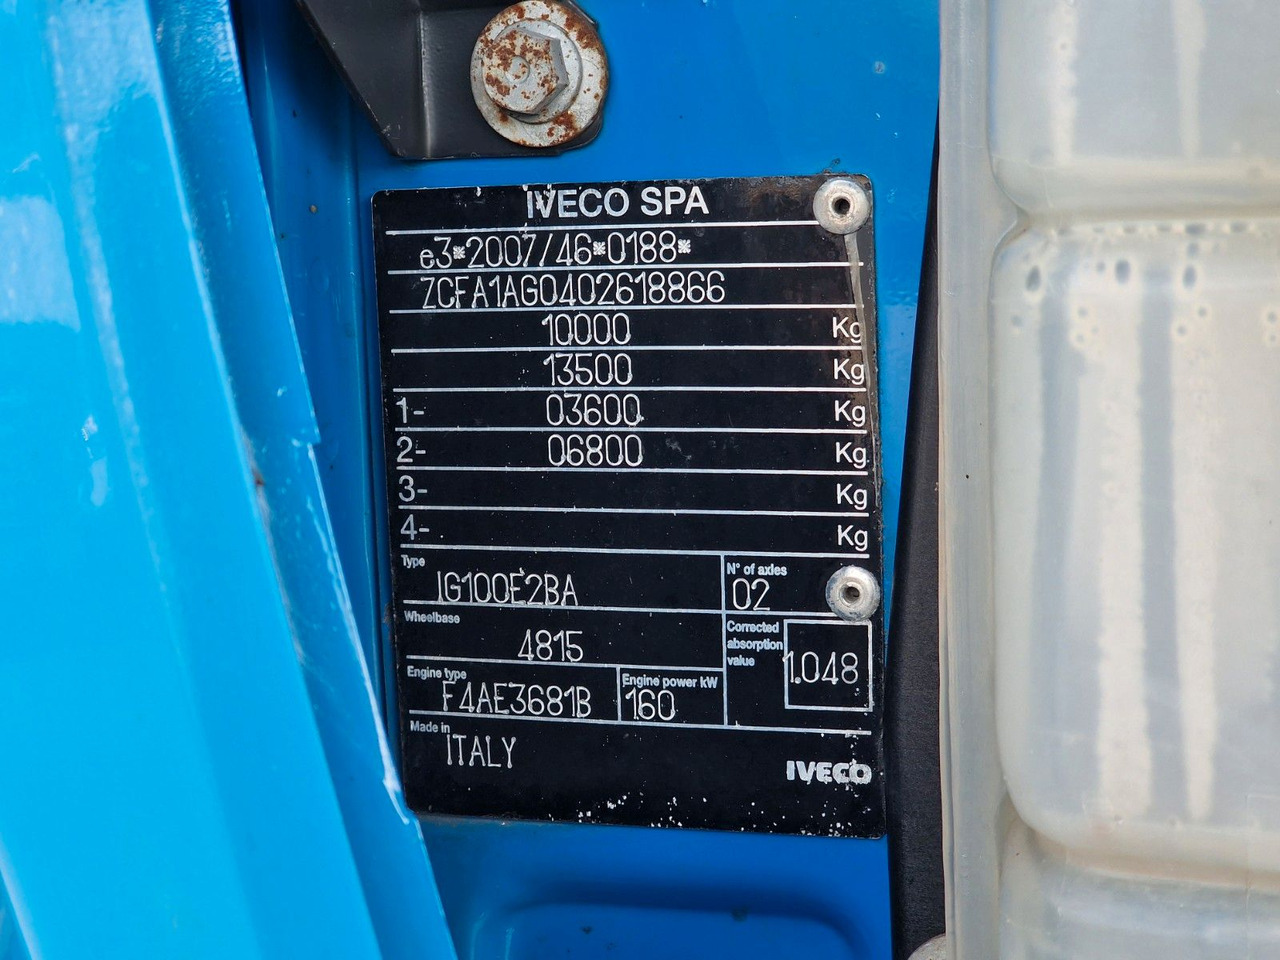 IVECO SPA
e3*2007/46*0188*
ZCFA1AG0402618866
10000 Kg
13500 Kg
1- 03600 Kg
2- 06800 Kg
3- Kg
4- Kg
Type
IG100E2BA
N° of axles
02
Wheelbase
4815
Corrected
absorption
value
1.048
Engine type
F4AE3681B
Engine power kW
160
Made in
ITALY
IVECO